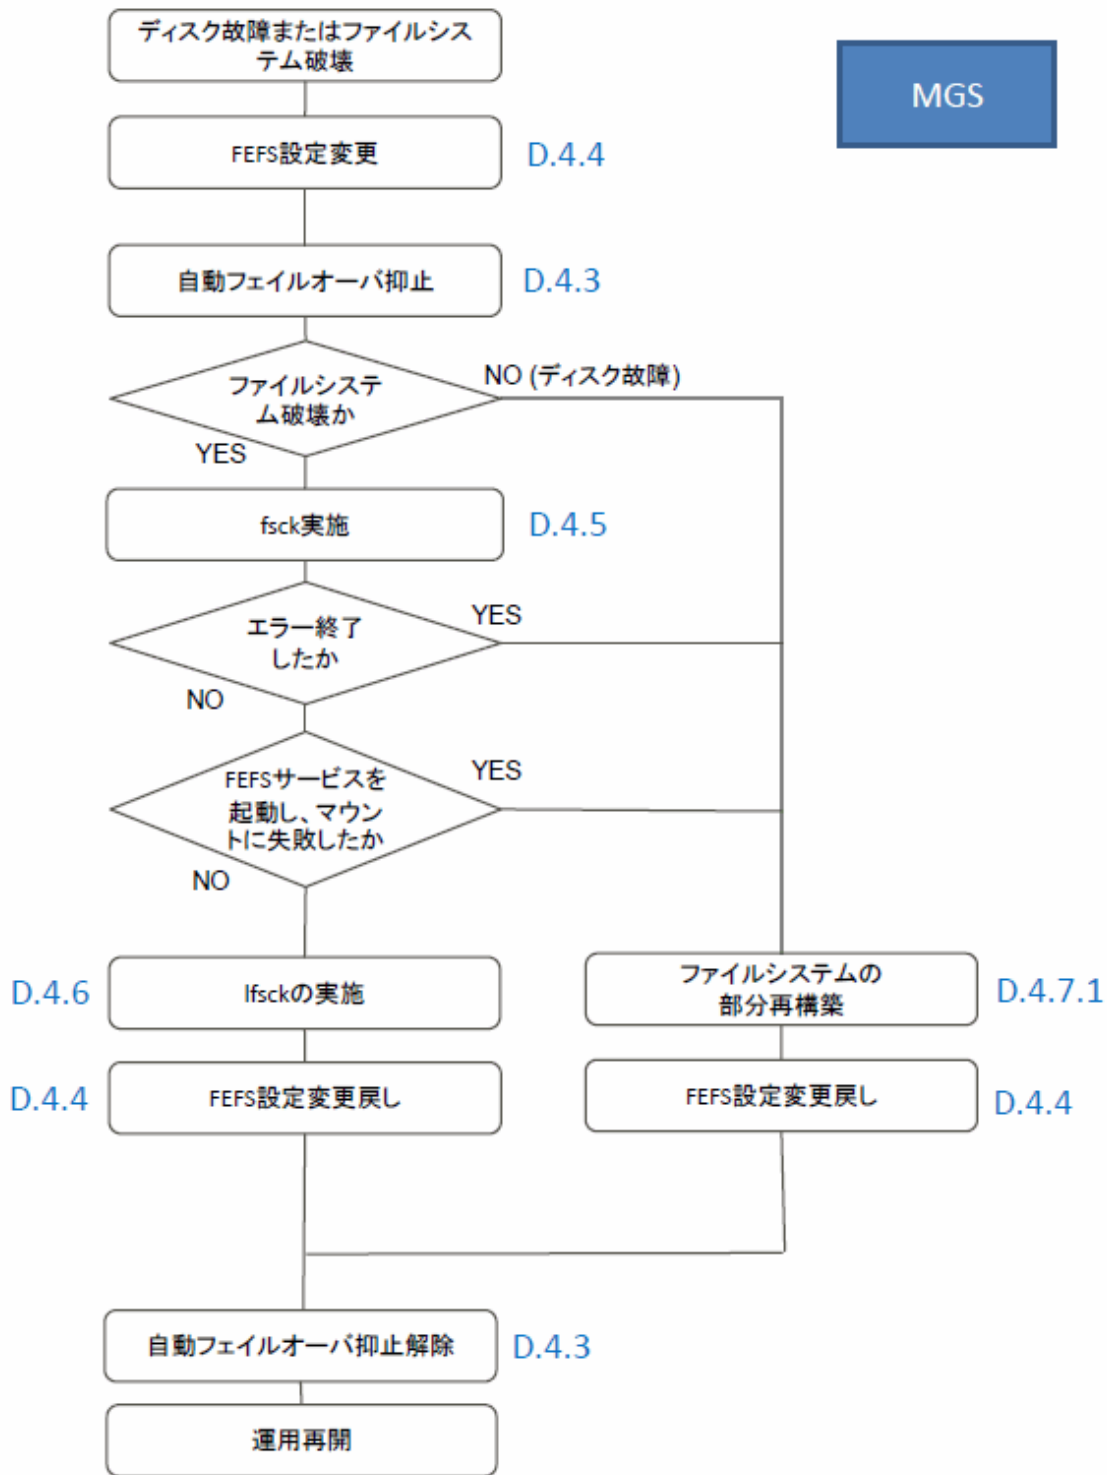 ディスク故障またはファイルシス
テム破壊
MGS
FEFS設定変更
D.4.4
自動フェイルオーバ抑止
D.4.3
ファイルシステ
ム破壊か
NO (ディスク故障)
YES
fsck実施
D.4.5
エラー終了
したか
YES
NO
FEFSサービスを
起動し、マウン
トに失敗したか
YES
NO
D.4.6
lfsckの実施
ファイルシステムの
部分再構築
D.4.7.1
D.4.4
FEFS設定変更戻し
FEFS設定変更戻し
D.4.4
自動フェイルオーバ抑止解除
D.4.3
運用再開